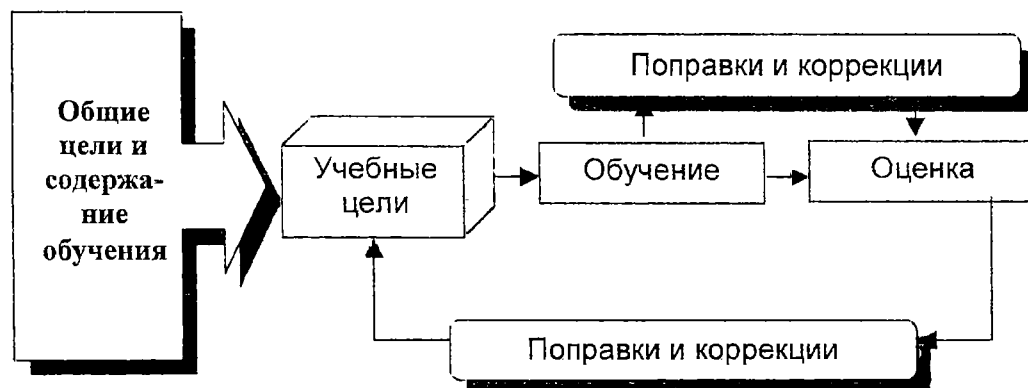 Общие
цели и
содержа-
ние
обучения
Учебные
цели
Обучение
Поправки и коррекции
Оценка
Поправки и коррекции